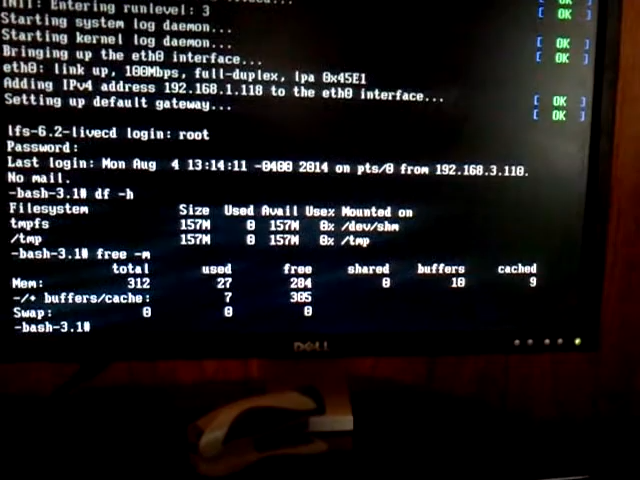 INIT: Entering runlevel: 3
[ OK ]
Starting system log daemon...
[ OK ]
Starting kernel log daemon...
[ OK ]
Bringing up the eth0 interface...
[ OK ]
eth0: link up, 100Mbps, full-duplex, lpa 0x45E1
Adding IPv4 address 192.168.1.118 to the eth0 interface...
[ OK ]
Setting up default gateway...
[ OK ]
lfs-6.2-livecd login: root
Password:
Last login: Mon Aug 4 13:14:11 -0400 2014 on pts/0 from 192.168.3.110.
No mail.
-bash-3.1# df -h
Filesystem Size Used Avail Use% Mounted on
tmpfs 157M 0 157M 0% /dev/shm
/tmp 157M 0 157M 0% /tmp
-bash-3.1# free -m
total used free shared buffers cached
Mem: 312 27 284 0 10 9
-/+ buffers/cache: 7 305
Swap: 0 0 0
-bash-3.1#
DELL